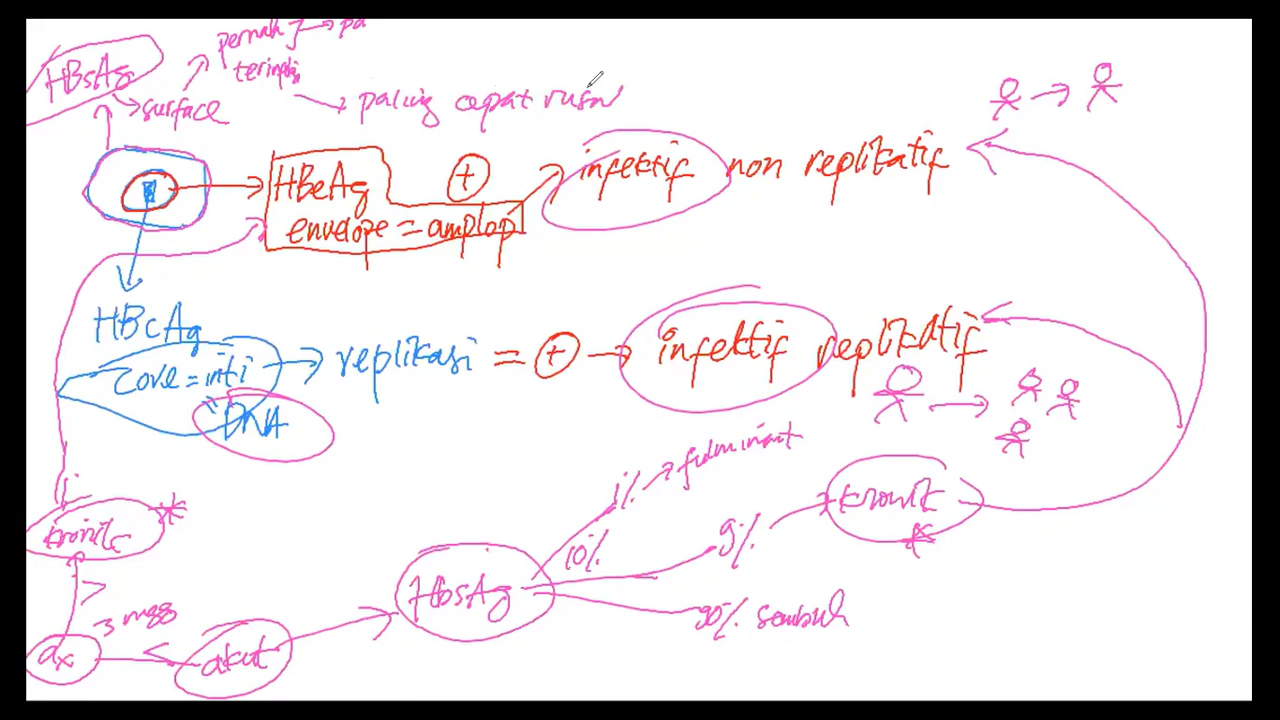 pernah → pa
HBsAg
→ surface
→ paling cepat rusak
HBeAg
envelope = amplop
+
infektif non replikatif
HBcAg
core = inti
DNA
→ replikasi = + → infektif replikatif
1% → fulminant
10%
9% → kronik
90% sembuh
HbsAg
kronik
>
3 mgg
<
dx
akut